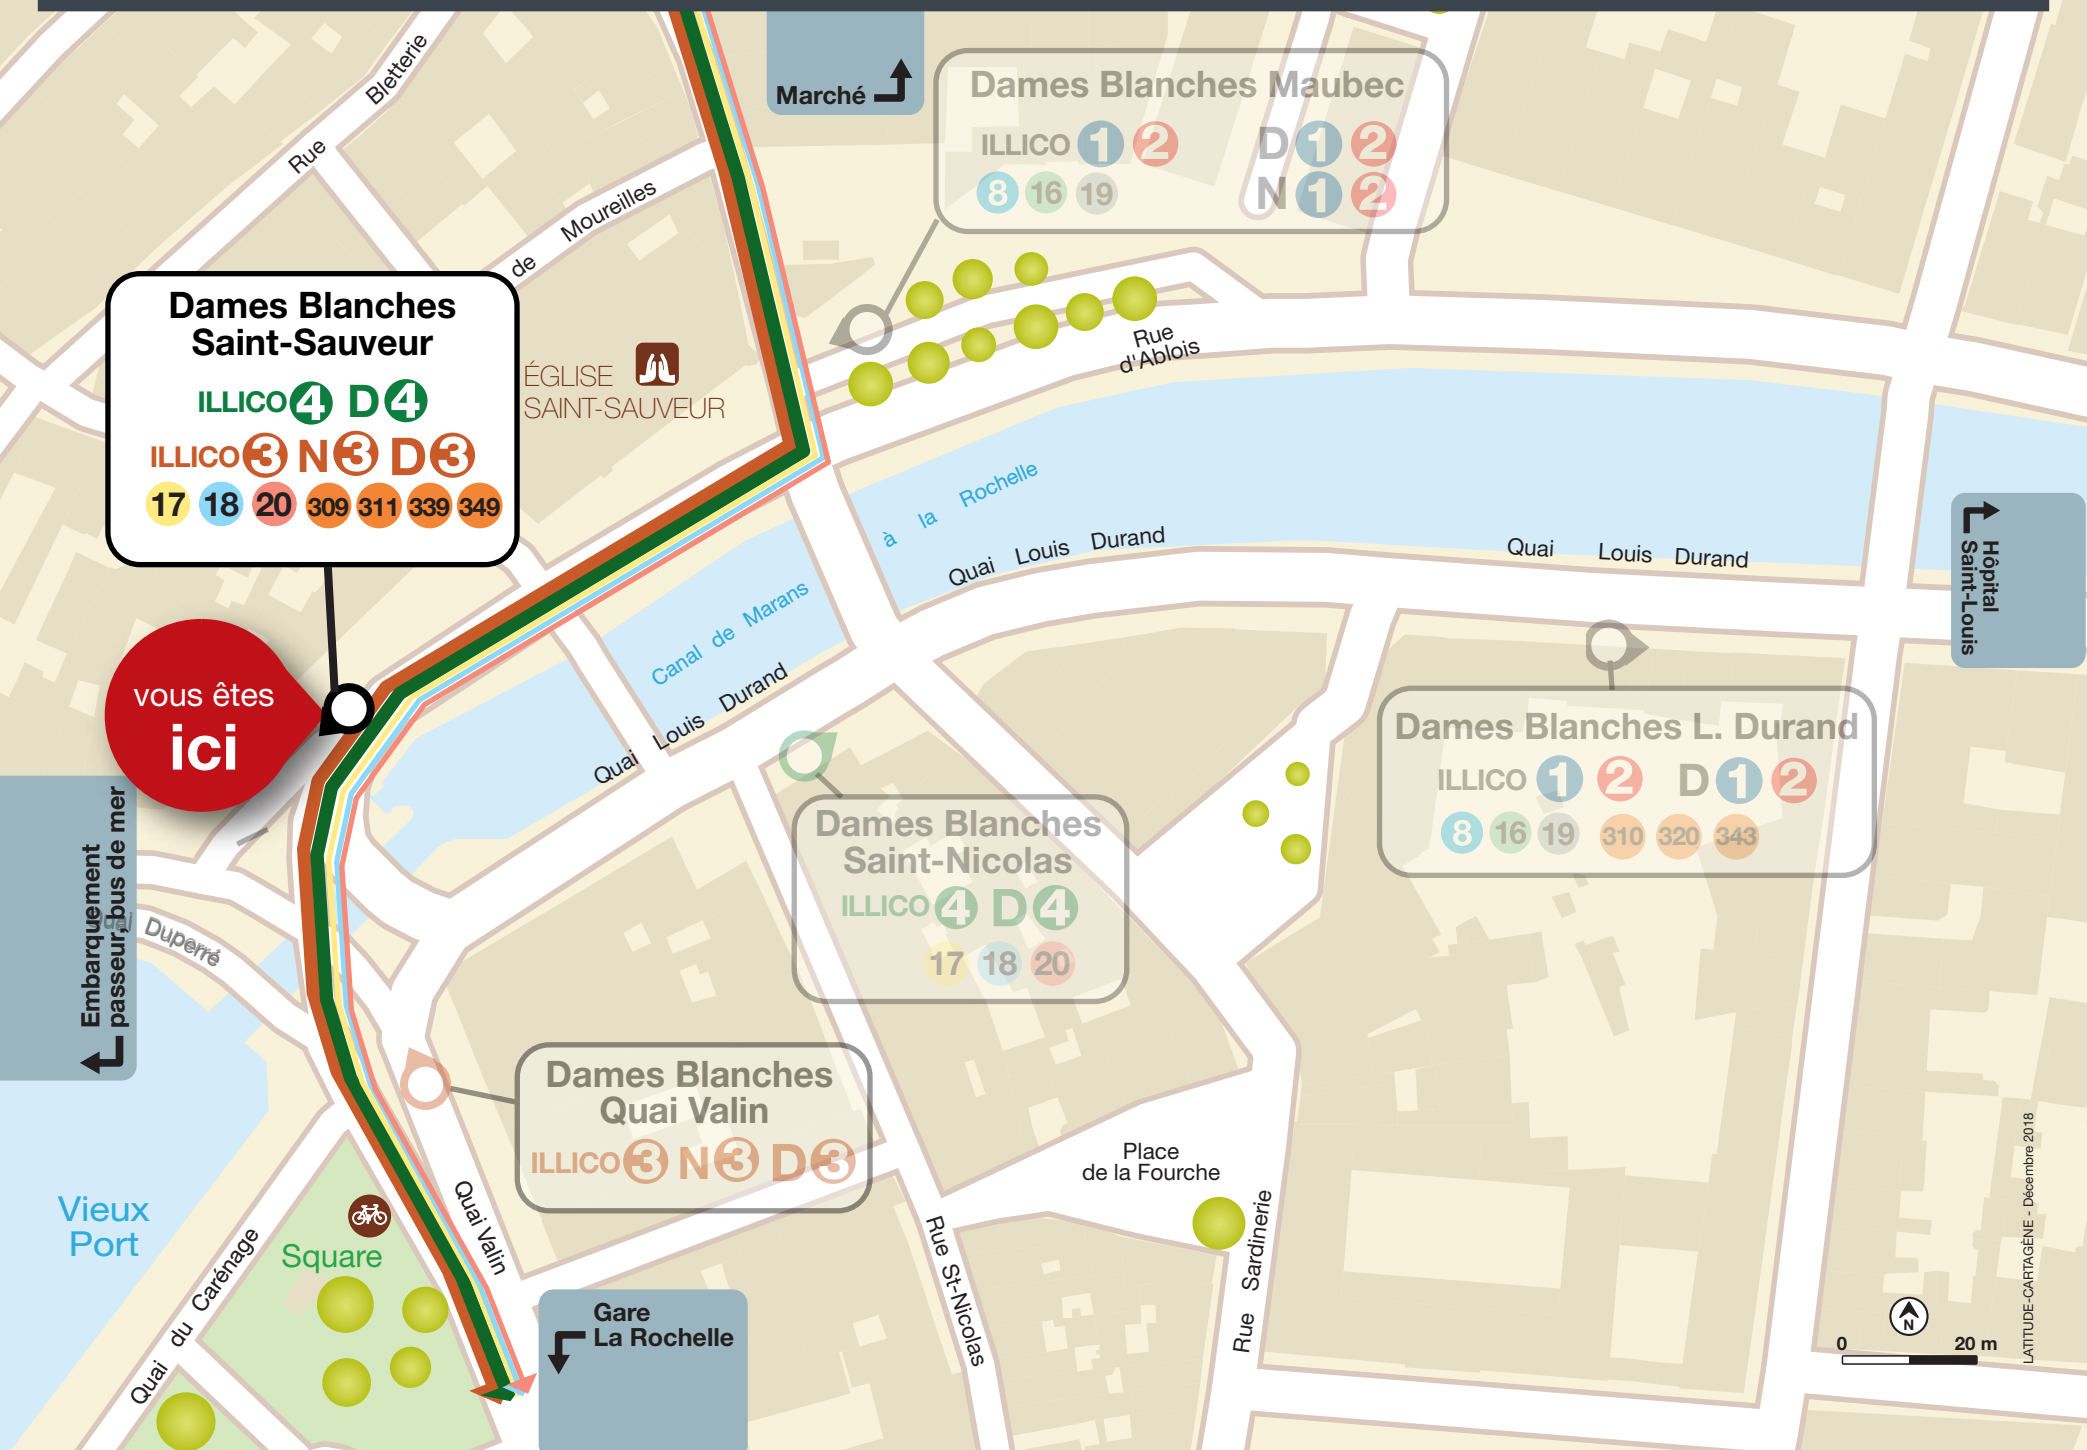 Marché
Dames Blanches Maubec
ILLICO 1 2 D 1 2
8 16 19 N 1 2
Rue Bletterie
de Moureilles
Dames Blanches
Saint-Sauveur
ILLICO 4 D 4
ILLICO 3 N 3 D 3
17 18 20 309 311 339 349
ÉGLISE
SAINT-SAUVEUR
Rue
d'Ablois
Canal de Marans à la Rochelle
Quai Louis Durand
Quai Louis Durand
Quai Louis Durand
Hôpital
Saint-Louis
vous êtes
ici
Dames Blanches L. Durand
ILLICO 1 2 D 1 2
8 16 19 310 320 343
Dames Blanches
Saint-Nicolas
ILLICO 4 D 4
17 18 20
Embarquement
passeur, bus de mer
Quai Duperré
Dames Blanches
Quai Valin
ILLICO 3 N 3 D 3
Vieux
Port
Square
Quai du Carénage
Quai Valin
Gare
La Rochelle
Rue St-Nicolas
Place
de la Fourche
Rue Sardinerie
N
0 20 m
LATITUDE-CARTAGÈNE - Décembre 2018